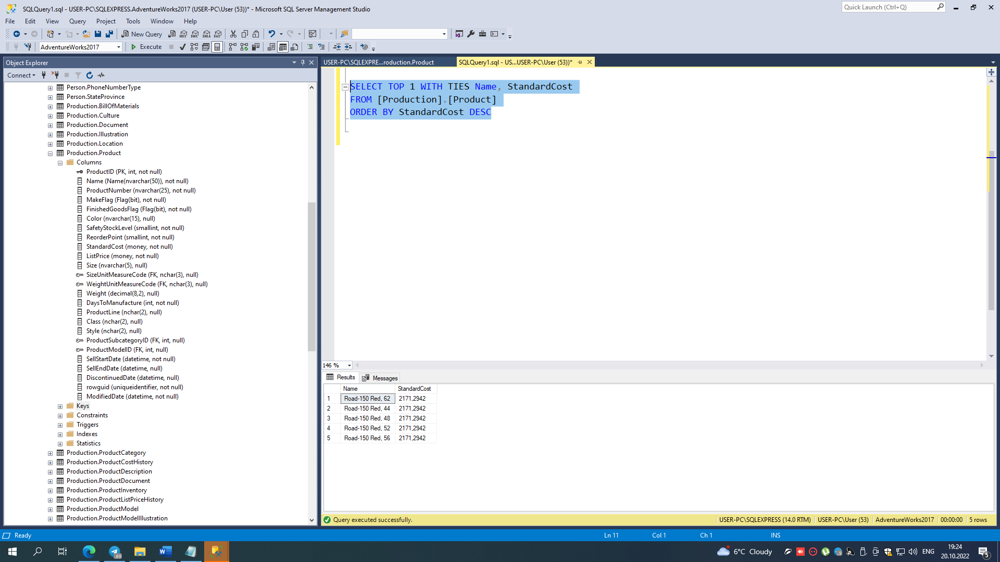 SQLQuery1.sql - USER-PC\SQLEXPRESS.AdventureWorks2017 (USER-PC\User (53))* - Microsoft SQL Server Management Studio
Quick Launch (Ctrl+Q)
File Edit View Query Project Tools Window Help
New Query
MDX DMX XMLA DAX
AdventureWorks2017
Execute
Object Explorer
Connect
Person.PhoneNumberType
Person.StateProvince
Production.BillOfMaterials
Production.Culture
Production.Document
Production.Illustration
Production.Location
Production.Product
Columns
ProductID (PK, int, not null)
Name (Name(nvarchar(50)), not null)
ProductNumber (nvarchar(25), not null)
MakeFlag (Flag(bit), not null)
FinishedGoodsFlag (Flag(bit), not null)
Color (nvarchar(15), null)
SafetyStockLevel (smallint, not null)
ReorderPoint (smallint, not null)
StandardCost (money, not null)
ListPrice (money, not null)
Size (nvarchar(5), null)
SizeUnitMeasureCode (FK, nchar(3), null)
WeightUnitMeasureCode (FK, nchar(3), null)
Weight (decimal(8,2), null)
DaysToManufacture (int, not null)
ProductLine (nchar(2), null)
Class (nchar(2), null)
Style (nchar(2), null)
ProductSubcategoryID (FK, int, null)
ProductModelID (FK, int, null)
SellStartDate (datetime, not null)
SellEndDate (datetime, null)
DiscontinuedDate (datetime, null)
rowguid (uniqueidentifier, not null)
ModifiedDate (datetime, not null)
Keys
Constraints
Triggers
Indexes
Statistics
Production.ProductCategory
Production.ProductCostHistory
Production.ProductDescription
Production.ProductDocument
Production.ProductInventory
Production.ProductListPriceHistory
Production.ProductModel
Production.ProductModelIllustration
USER-PC\SQLEXPRE...roduction.Product
SQLQuery1.sql - US...USER-PC\User (53))*
SELECT TOP 1 WITH TIES Name, StandardCost
FROM [Production].[Product]
ORDER BY StandardCost DESC
146 %
Results Messages
Name StandardCost
1 Road-150 Red, 62 2171,2942
2 Road-150 Red, 44 2171,2942
3 Road-150 Red, 48 2171,2942
4 Road-150 Red, 52 2171,2942
5 Road-150 Red, 56 2171,2942
Query executed successfully.
USER-PC\SQLEXPRESS (14.0 RTM) USER-PC\User (53) AdventureWorks2017 00:00:00 5 rows
Ready
Ln 11 Col 1 Ch 1 INS
.69
6°C Cloudy
ENG
19:24
20.10.2022
5